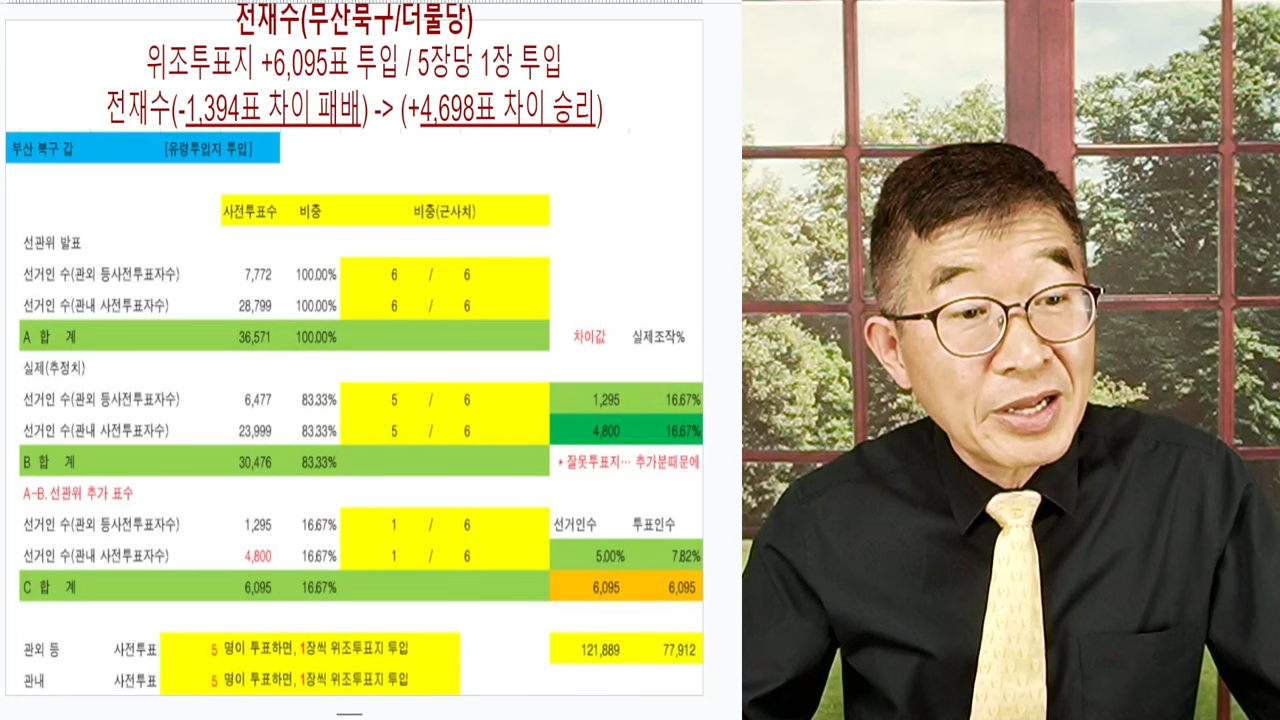 전재수(부산북구/더물당)
위조투표지 +6,095표 투입 / 5장당 1장 투입
전재수(-1,394표 차이 패배) -> (+4,698표 차이 승리)
부산 북구 갑 [유령투입지 투입]
사전투표수 비중 비중(근사치)
선관위 발표
선거인 수(관외 등사전투표자수) 7,772 100.00% 6 / 6
선거인 수(관내 사전투표자수) 28,799 100.00% 6 / 6
A 합 계 36,571 100.00% 차이값 실제조작%
실제(추정치)
선거인 수(관외 등사전투표자수) 6,477 83.33% 5 / 6 1,295 16.67%
선거인 수(관내 사전투표자수) 23,999 83.33% 5 / 6 4,800 16.67%
B 합 계 30,476 83.33% * 잘못투표지… 추가분때문에
A-B. 선관위 추가 표수
선거인 수(관외 등사전투표자수) 1,295 16.67% 1 / 6 선거인수 투표인수
선거인 수(관내 사전투표자수) 4,800 16.67% 1 / 6 5.00% 7.82%
C 합 계 6,095 16.67% 6,095 6,095
관외 등 사전투표 5 명이 투표하면, 1장씩 위조투표지 투입 121,889 77,912
관내 사전투표 5 명이 투표하면, 1장씩 위조투표지 투입